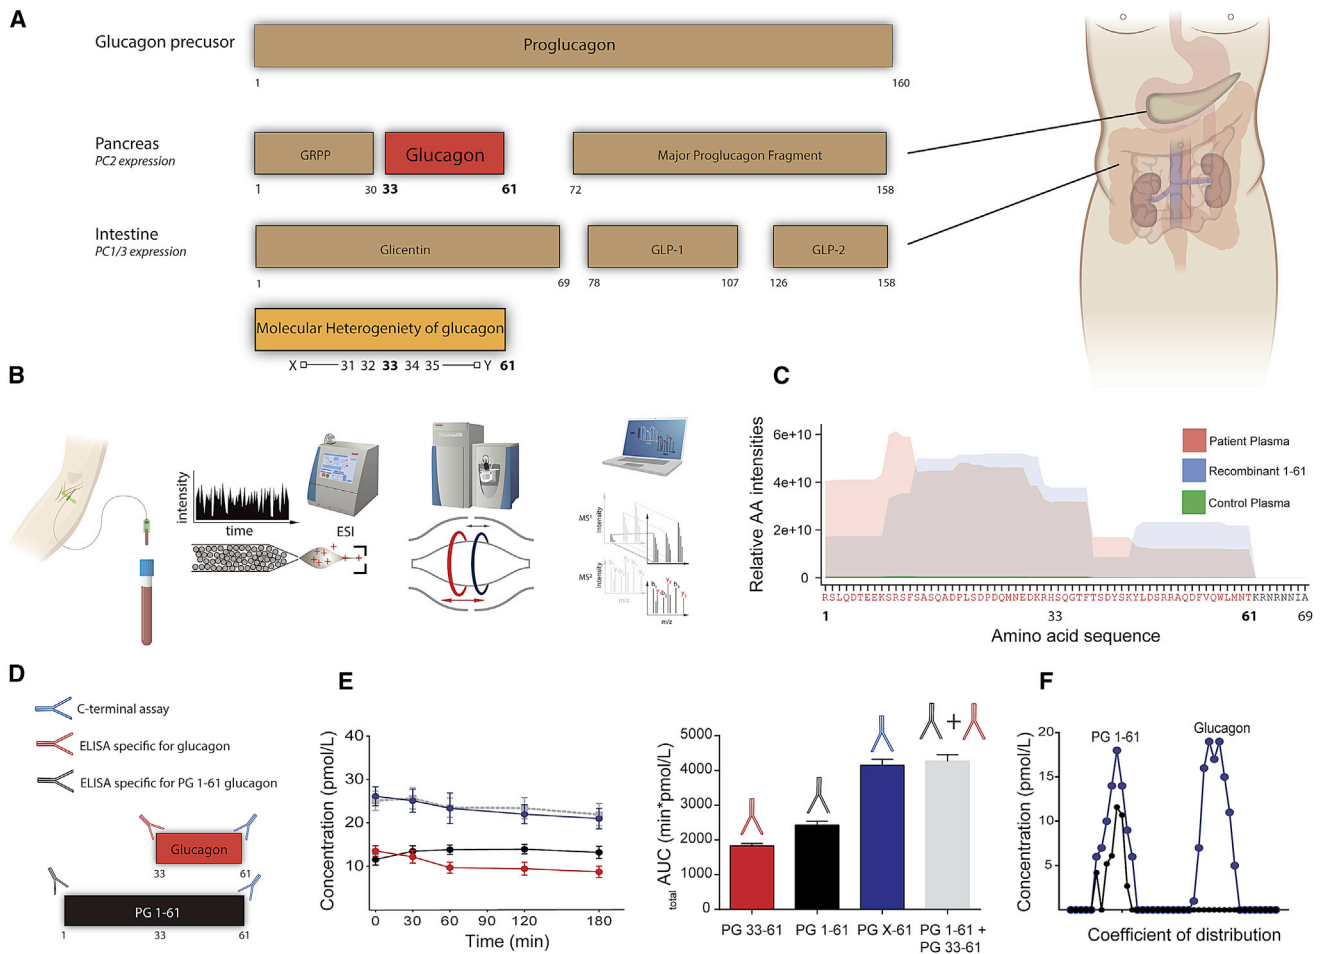 A
Glucagon precusor
Proglucagon
1 160
Pancreas
PC2 expression
GRPP
Glucagon
Major Proglucagon Fragment
1 30 33 61 72 158
Intestine
PC1/3 expression
Glicentin
GLP-1
GLP-2
1 69 78 107 126 158
Molecular Heterogeniety of glucagon
X 31 32 33 34 35 Y 61
B
intensity
time
ESI
MS¹
Intensity
MS²
Intensity
m/z
m/z
C
Relative AA intensities
6e+10
4e+10
2e+10
0
Patient Plasma
Recombinant 1-61
Control Plasma
RSLQDTEEKSRSFSASQADPLSDPDQMNEDKRHSQGTFTSDYSKYLDSRRAQDFVQWLMNTKRNRNNIA
1 33 61 69
Amino acid sequence
D
C-terminal assay
ELISA specific for glucagon
ELISA specific for PG 1-61 glucagon
Glucagon
33 61
PG 1-61
1 33 61
E
Concentration (pmol/L)
40
30
20
10
0 30 60 90 120 180
Time (min)
total AUC (min*pmol/L)
5000
4000
3000
2000
1000
0
+
PG 33-61
PG 1-61
PG X-61
PG 1-61 +
PG 33-61
F
Concentration (pmol/L)
20
15
10
5
PG 1-61
Glucagon
Coefficient of distribution